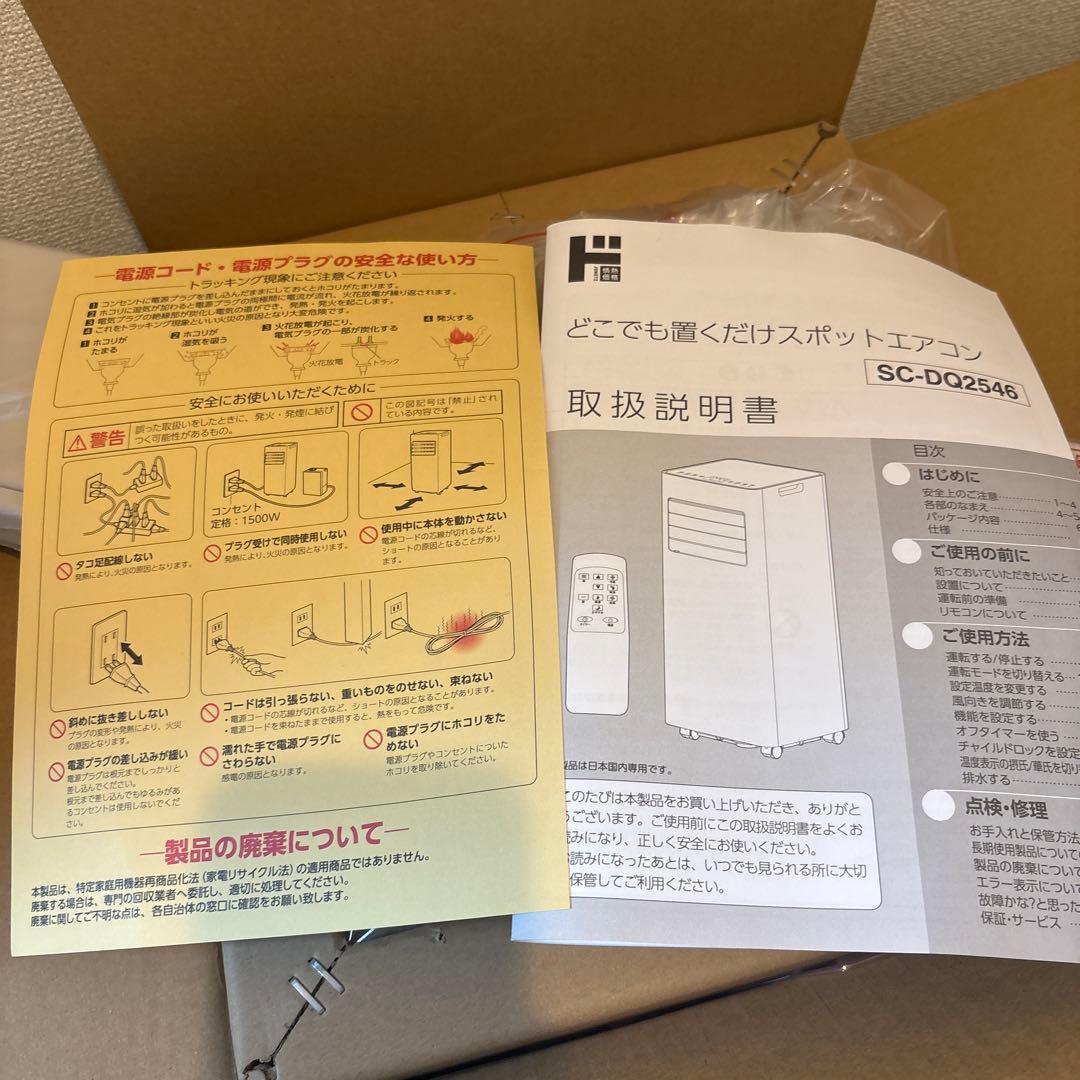 電源コード・電源プラグの安全な使い方
トラッキング現象にご注意ください
1 コンセントに電源プラグを差し込んだままにしておくとホコリがたまります。
2 ホコリに湿気が加わると電源プラグの両極間に電流が流れ、火花放電が繰り返されます。
3 電気プラグの絶縁部が炭化し電気の道ができ、発熱・発火を起こします。
4 これをトラッキング現象といい火災の原因となり大変危険です。
1 ホコリが
たまる
2 ホコリが
湿気を吸う
3 火花放電が起こり、
電気プラグの一部が炭化する
4 発火する
火花放電
トラック
安全にお使いいただくために
警告
誤った取扱いをしたときに、発火・発煙に結び
つく可能性があるもの。
この図記号は「禁止」され
ている内容です。
コンセント
定格：1500W
タコ足配線しない
発熱により、火災の原因となります。
プラグ受けで同時使用しない
発熱により、火災の原因となります。
使用中に本体を動かさない
電源コードの芯線が切れるなど、
ショートの原因となることがあり
ます。
斜めに抜き差ししない
プラグの変形や発熱により、火災
の原因となります。
コードは引っ張らない、重いものをのせない、束ねない
・電源コードの芯線が切れるなど、ショートの原因となることがあります。
・電源コードを束ねたままで使用すると、熱をもって危険です。
電源プラグの差し込みが緩い
電源プラグは根元までしっかりと
差し込んでください。
根元まで差し込んでもゆるみがあ
るコンセントは使用しないでくだ
さい。
濡れた手で電源プラグに
さわらない
感電の原因となります。
電源プラグにホコリをた
めない
電源プラグやコンセントについた
ホコリを取り除いてください。
製品の廃棄について
本製品は、特定家庭用機器再商品化法（家電リサイクル法）の適用商品ではありません。
廃棄する場合は、専門の回収業者へ委託し、適切に処理してください。
廃棄に関してご不明な点は、各自治体の窓口に確認をお願い致します。
ド
情熱
価格
どこでも置くだけスポットエアコン
SC-DQ2546
取扱説明書
目次
はじめに
安全上のご注意 1～4
各部のなまえ 4～5
パッケージ内容
仕様
ご使用の前に
知っておいていただきたいこと
設置について
運転前の準備
リモコンについて
ご使用方法
運転する/停止する
運転モードを切り替える
設定温度を変更する
風向きを調節する
機能を設定する
オフタイマーを使う
チャイルドロックを設定
温度表示の摂氏/華氏を切り
排水する
点検・修理
お手入れと保管方法
長期使用製品について
製品の廃棄について
エラー表示について
故障かな?と思った
保証・サービス
製品は日本国内専用です。
このたびは本製品をお買い上げいただき、ありがと
うございます。ご使用前にこの取扱説明書をよくお
読みになり、正しく安全にお使いください。
お読みになったあとは、いつでも見られる所に大切
保管してご利用ください。